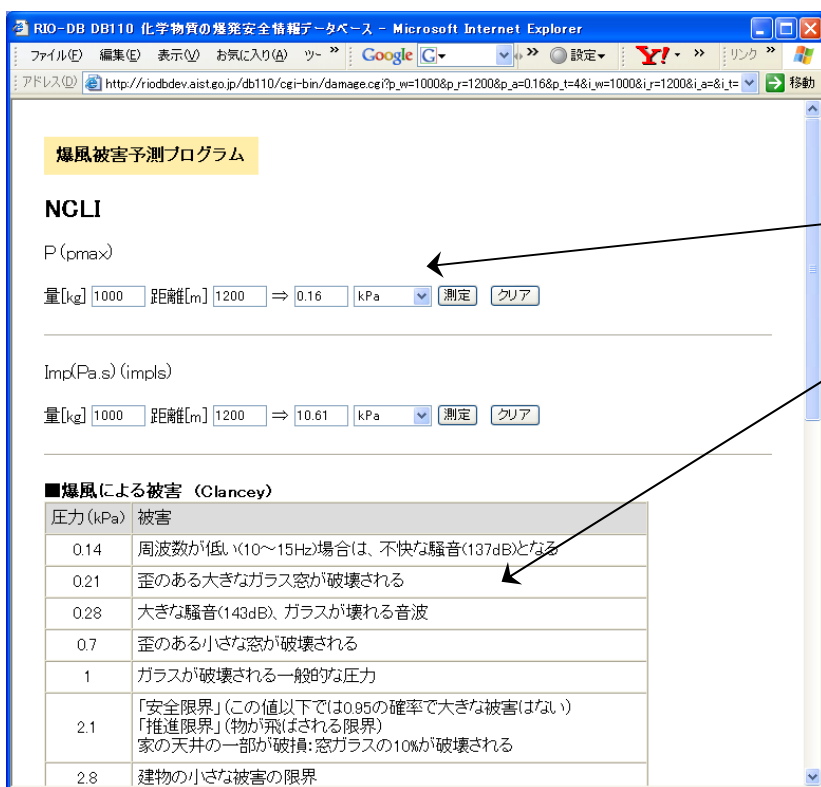 RIO-DB DB110 化学物質の爆発安全情報データベース - Microsoft Internet Explorer
ファイル(F) 編集(E) 表示(V) お気に入り(A) ツー » Google G 設定 Y! » リンク »
アドレス(D) http://riodbdev.aist.go.jp/db110/cgi-bin/damage.cgi?p_w=1000&p_r=1200&p_a=0.16&p_t=4&i_w=1000&i_r=1200&i_a=&i_t= 移動
爆風被害予測プログラム
NCLI
P(pmax)
量[kg] 1000 距離[m] 1200 ⇒ 0.16 kPa 測定 クリア
Imp(Pa.s)(impls)
量[kg] 1000 距離[m] 1200 ⇒ 10.61 kPa 測定 クリア
■爆風による被害 (Clancey)
圧力(kPa) 被害
0.14 周波数が低い(10～15Hz)場合は、不快な騒音(137dB)となる
0.21 歪のある大きなガラス窓が破壊される
0.28 大きな騒音(143dB)、ガラスが壊れる音波
0.7 歪のある小さな窓が破壊される
1 ガラスが破壊される一般的な圧力
「安全限界」(この値以下では0.95の確率で大きな被害はない)
2.1 「推進限界」(物が飛ばされる限界)
家の天井の一部が破損:窓ガラスの10%が破壊される
2.8 建物の小さな被害の限界